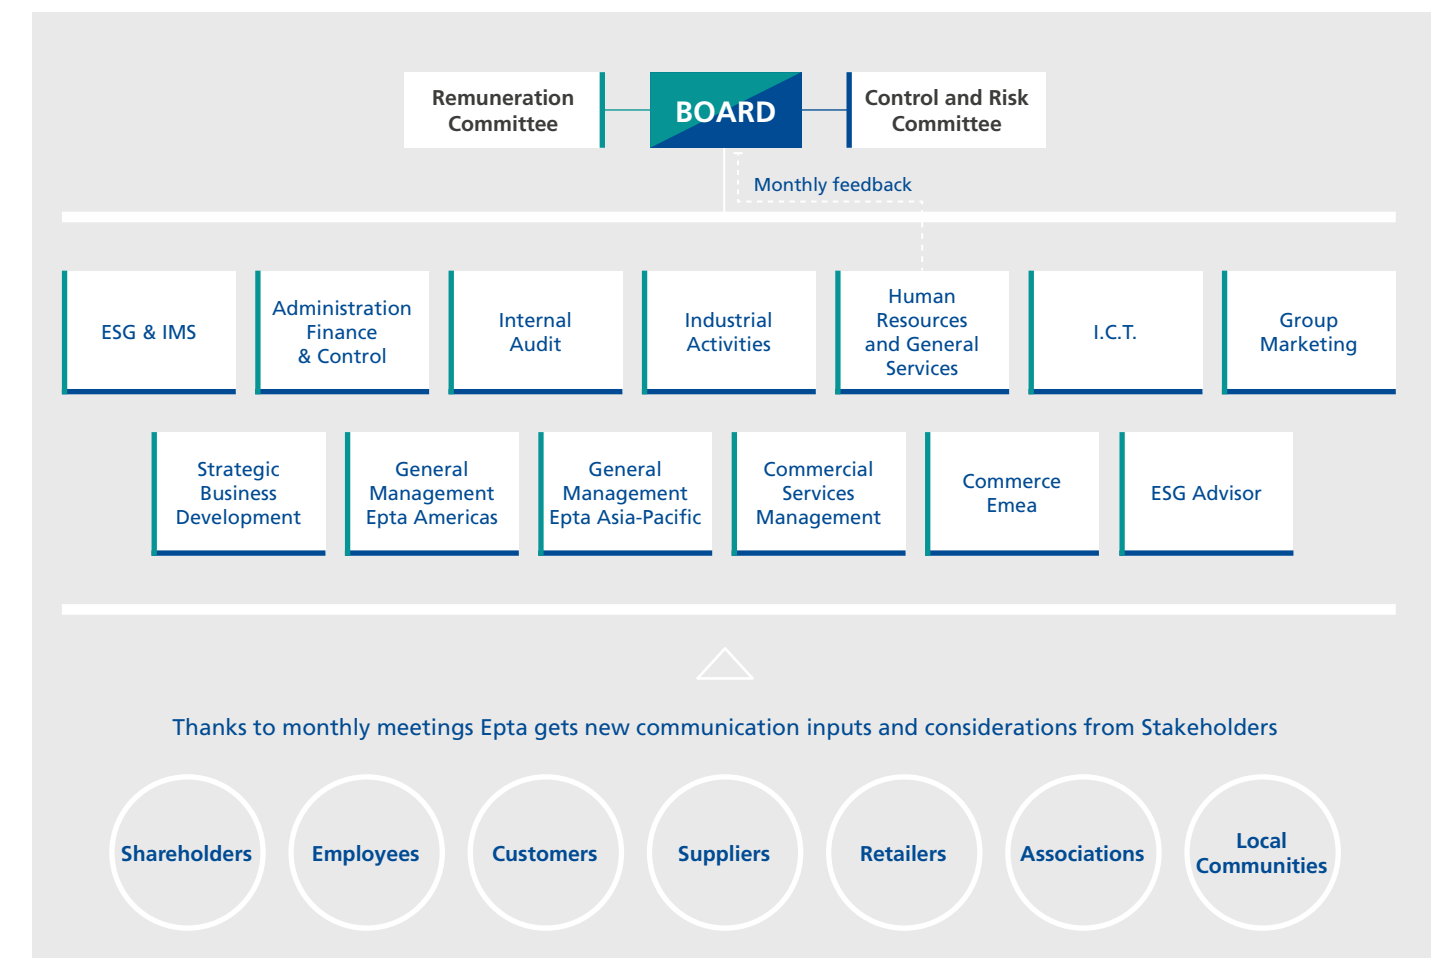 Remuneration
Committee
BOARD
Control and Risk
Committee
Monthly feedback
ESG & IMS
Administration
Finance
& Control
Internal
Audit
Industrial
Activities
Human
Resources
and General
Services
I.C.T.
Group
Marketing
Strategic
Business
Development
General
Management
Epta Americas
General
Management
Epta Asia-Pacific
Commercial
Services
Management
Commerce
Emea
ESG Advisor
Thanks to monthly meetings Epta gets new communication inputs and considerations from Stakeholders
Shareholders
Employees
Customers
Suppliers
Retailers
Associations
Local
Communities